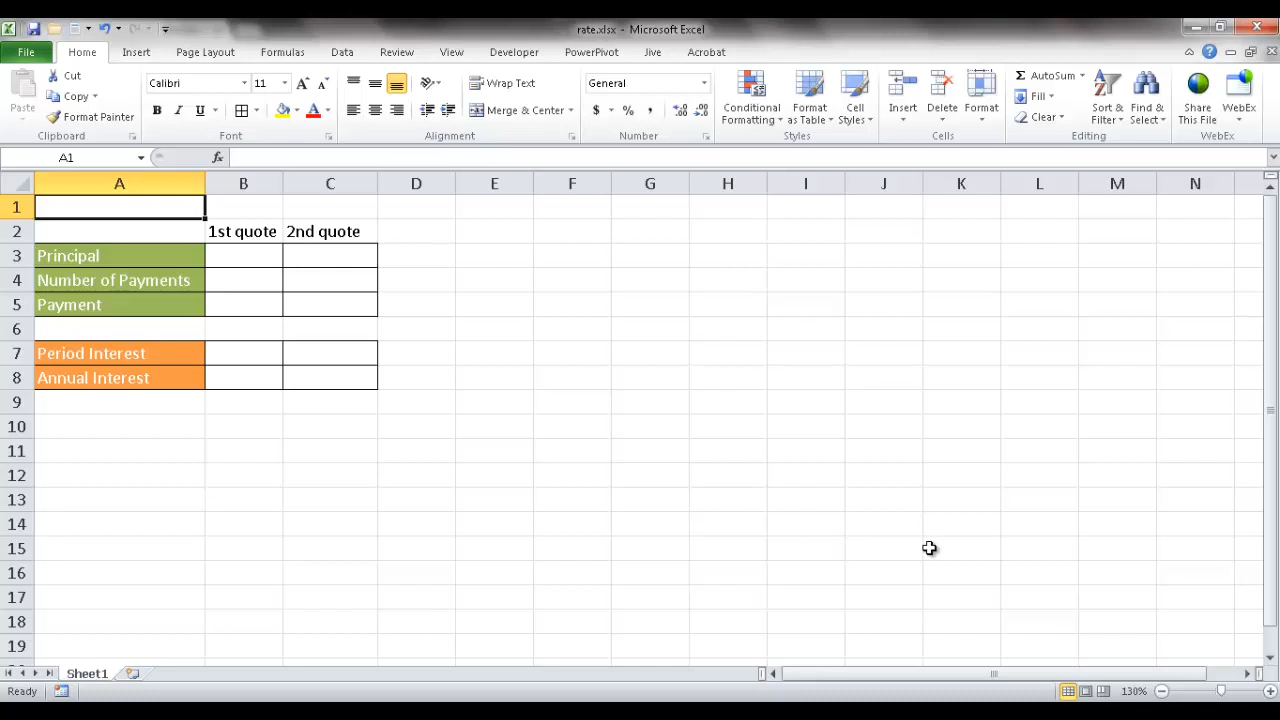 rate.xlsx - Microsoft Excel
File Home Insert Page Layout Formulas Data Review View Developer PowerPivot Jive Acrobat
Paste Cut Copy Format Painter Clipboard
Calibri 11 A A B I U A Font
Wrap Text Merge & Center Alignment
General $ % , .0 .00 .00 .0 Number
Conditional Formatting Format as Table Cell Styles Styles
Insert Delete Format Cells
Σ AutoSum Fill Clear Sort & Filter Find & Select Editing
Share This File WebEx WebEx
A1 fx
A B C D E F G H I J K L M N
1
2 1st quote 2nd quote
3 Principal
4 Number of Payments
5 Payment
6
7 Period Interest
8 Annual Interest
9
10
11
12
13
14
15
16
17
18
19
Sheet1
Ready 130%